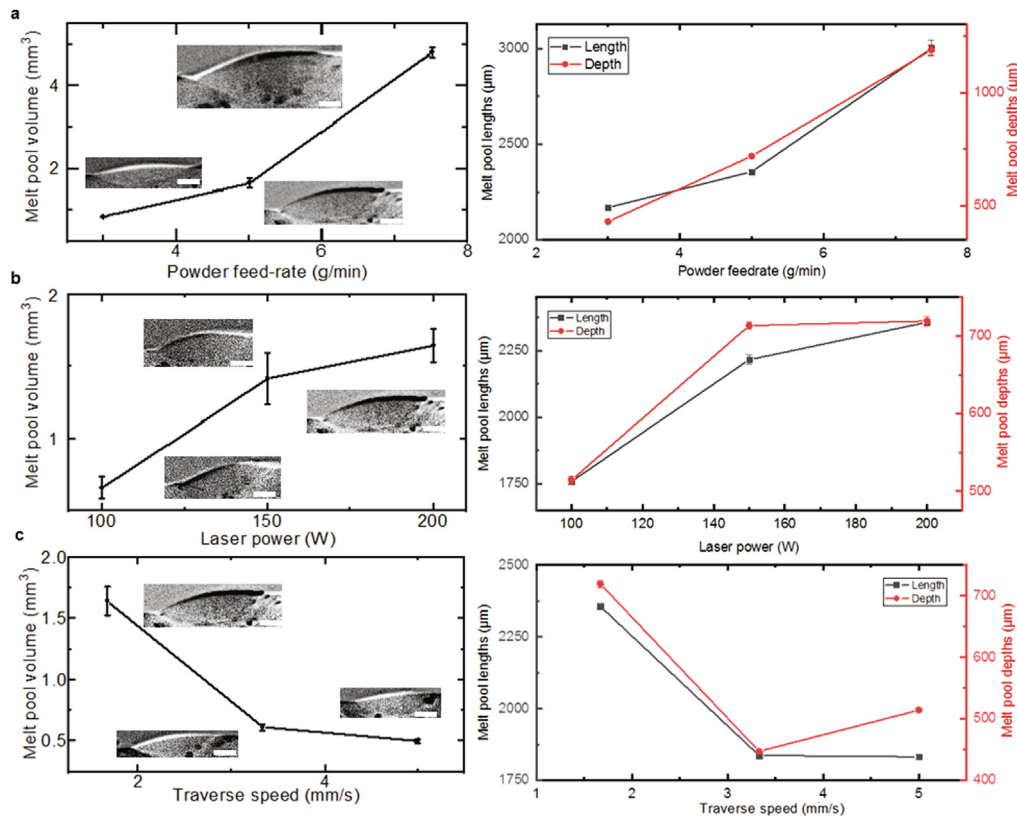 a
Melt pool volume (mm³)
4
2
4
6
8
Powder feed-rate (g/min)
Melt pool lengths (µm)
3000
2500
2000
Length
Depth
1000
500
Melt pool depths (µm)
2
4
6
8
Powder feedrate (g/min)
b
Melt pool volume (mm³)
2
1
100
150
200
Laser power (W)
Melt pool lengths (µm)
2250
2000
1750
Length
Depth
700
600
500
Melt pool depths (µm)
100 120 140 160 180 200
Laser power (W)
c
Melt pool volume (mm³)
2.0
1.5
1.0
0.5
2
4
Traverse speed (mm/s)
Melt pool lengths (µm)
2500
2250
2000
1750
Length
Depth
700
600
500
400
Melt pool depths (µm)
1
2
3
4
5
Traverse speed (mm/s)